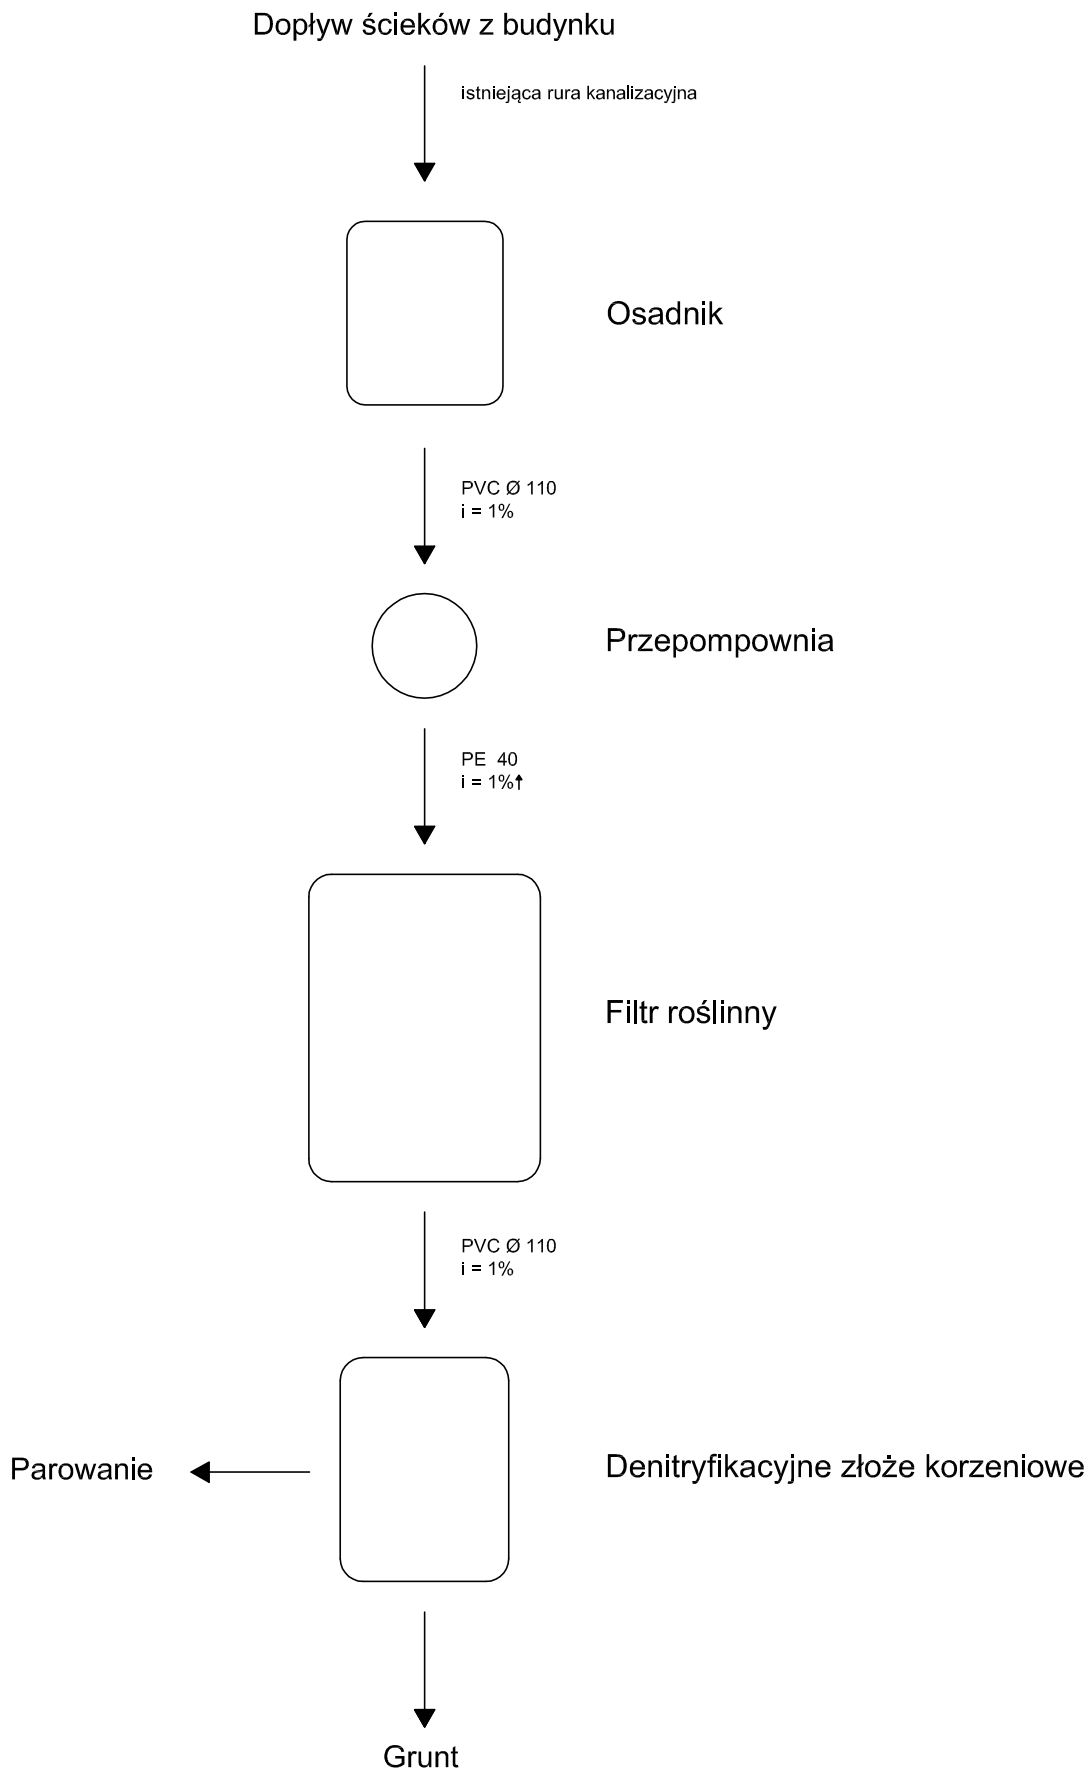 Dopływ ścieków z budynku
istniejąca rura kanalizacyjna
Osadnik
PVC Ø 110
i = 1%
Przepompownia
PE 40
i = 1%↑
Filtr roślinny
PVC Ø 110
i = 1%
Parowanie
Denitryfikacyjne złoże korzeniowe
Grunt